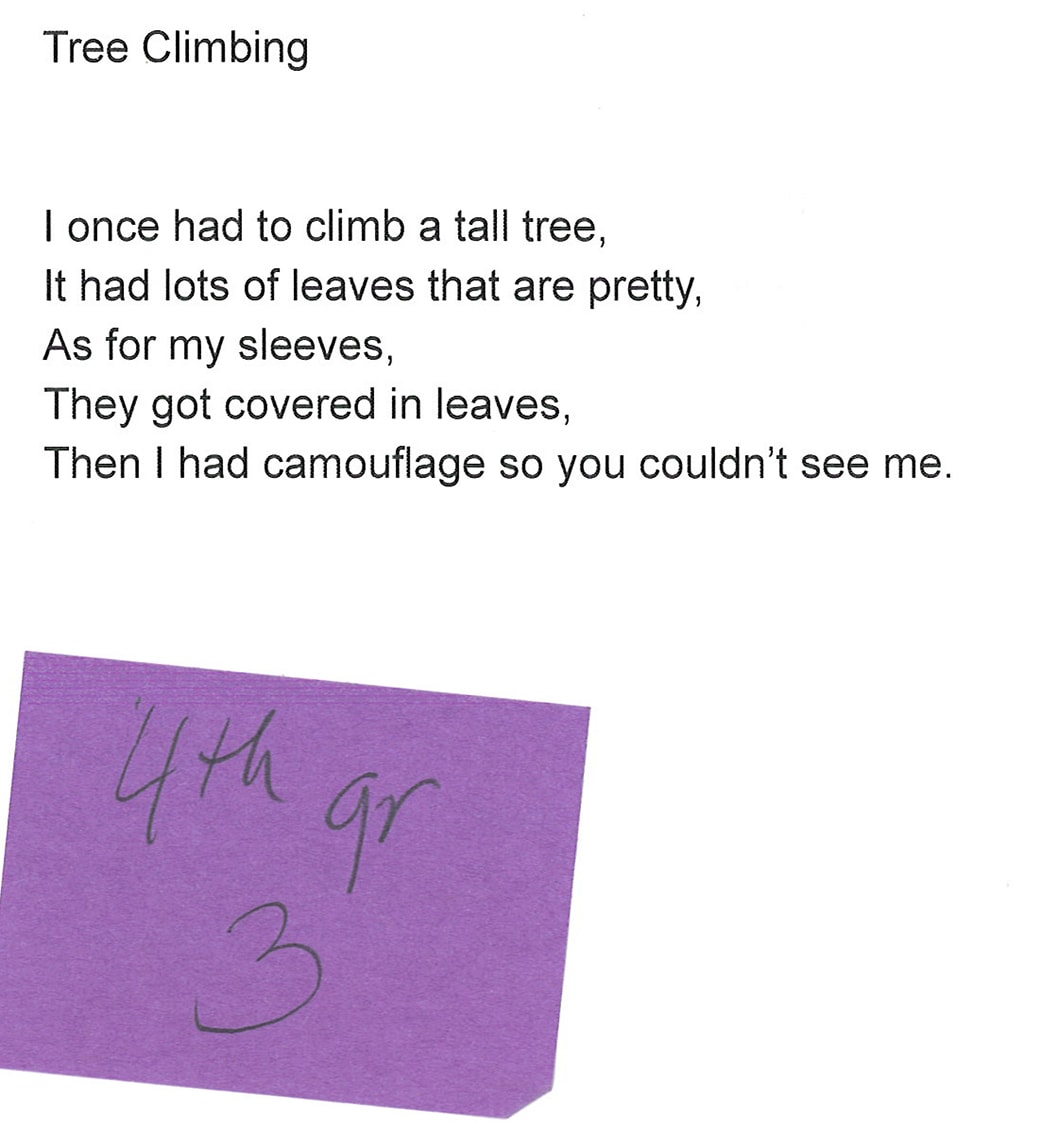 Tree Climbing
I once had to climb a tall tree,
It had lots of leaves that are pretty,
As for my sleeves,
They got covered in leaves,
Then I had camouflage so you couldn't see me.
4th gr
3